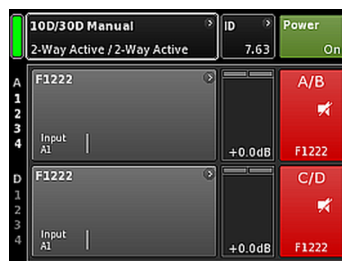 10D/30D Manual
2-Way Active / 2-Way Active
ID
7.63
Power
On
A
1
2
3
4
F1222
Input
A1
+0.0dB
A/B
F1222
D
1
2
3
4
F1222
Input
A1
+0.0dB
C/D
F1222